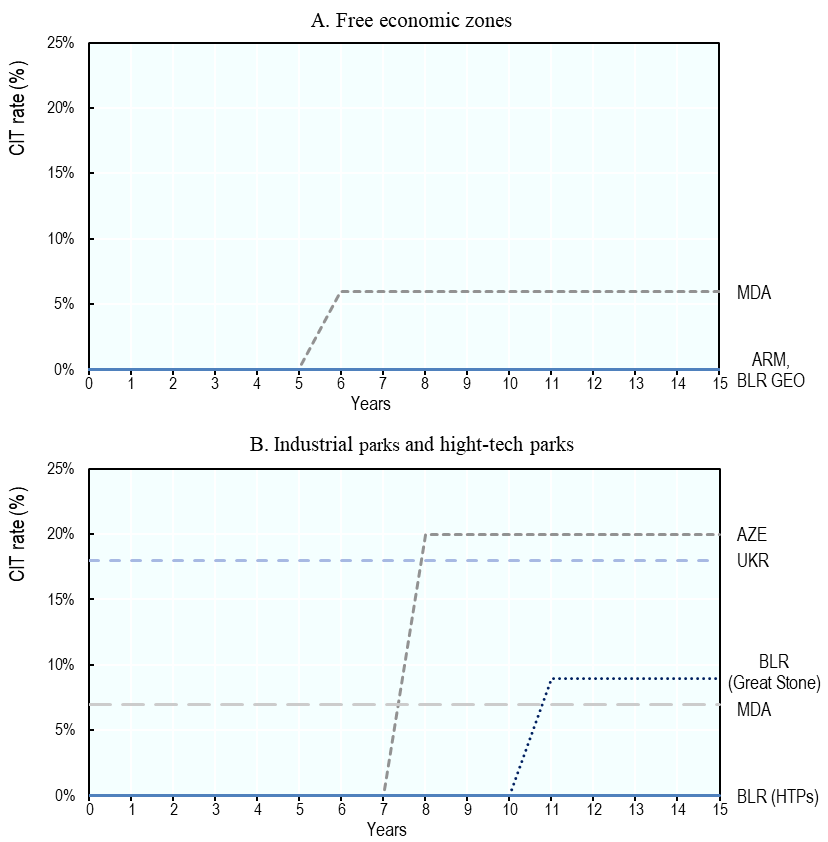 A. Free economic zones
CIT rate (%)
25%
20%
15%
10%
5%
0%
0 1 2 3 4 5 6 7 8 9 10 11 12 13 14 15
Years
MDA
ARM,
BLR GEO
B. Industrial parks and hight-tech parks
CIT rate (%)
25%
20%
15%
10%
5%
0%
0 1 2 3 4 5 6 7 8 9 10 11 12 13 14 15
Years
AZE
UKR
BLR
(Great Stone)
MDA
BLR (HTPs)